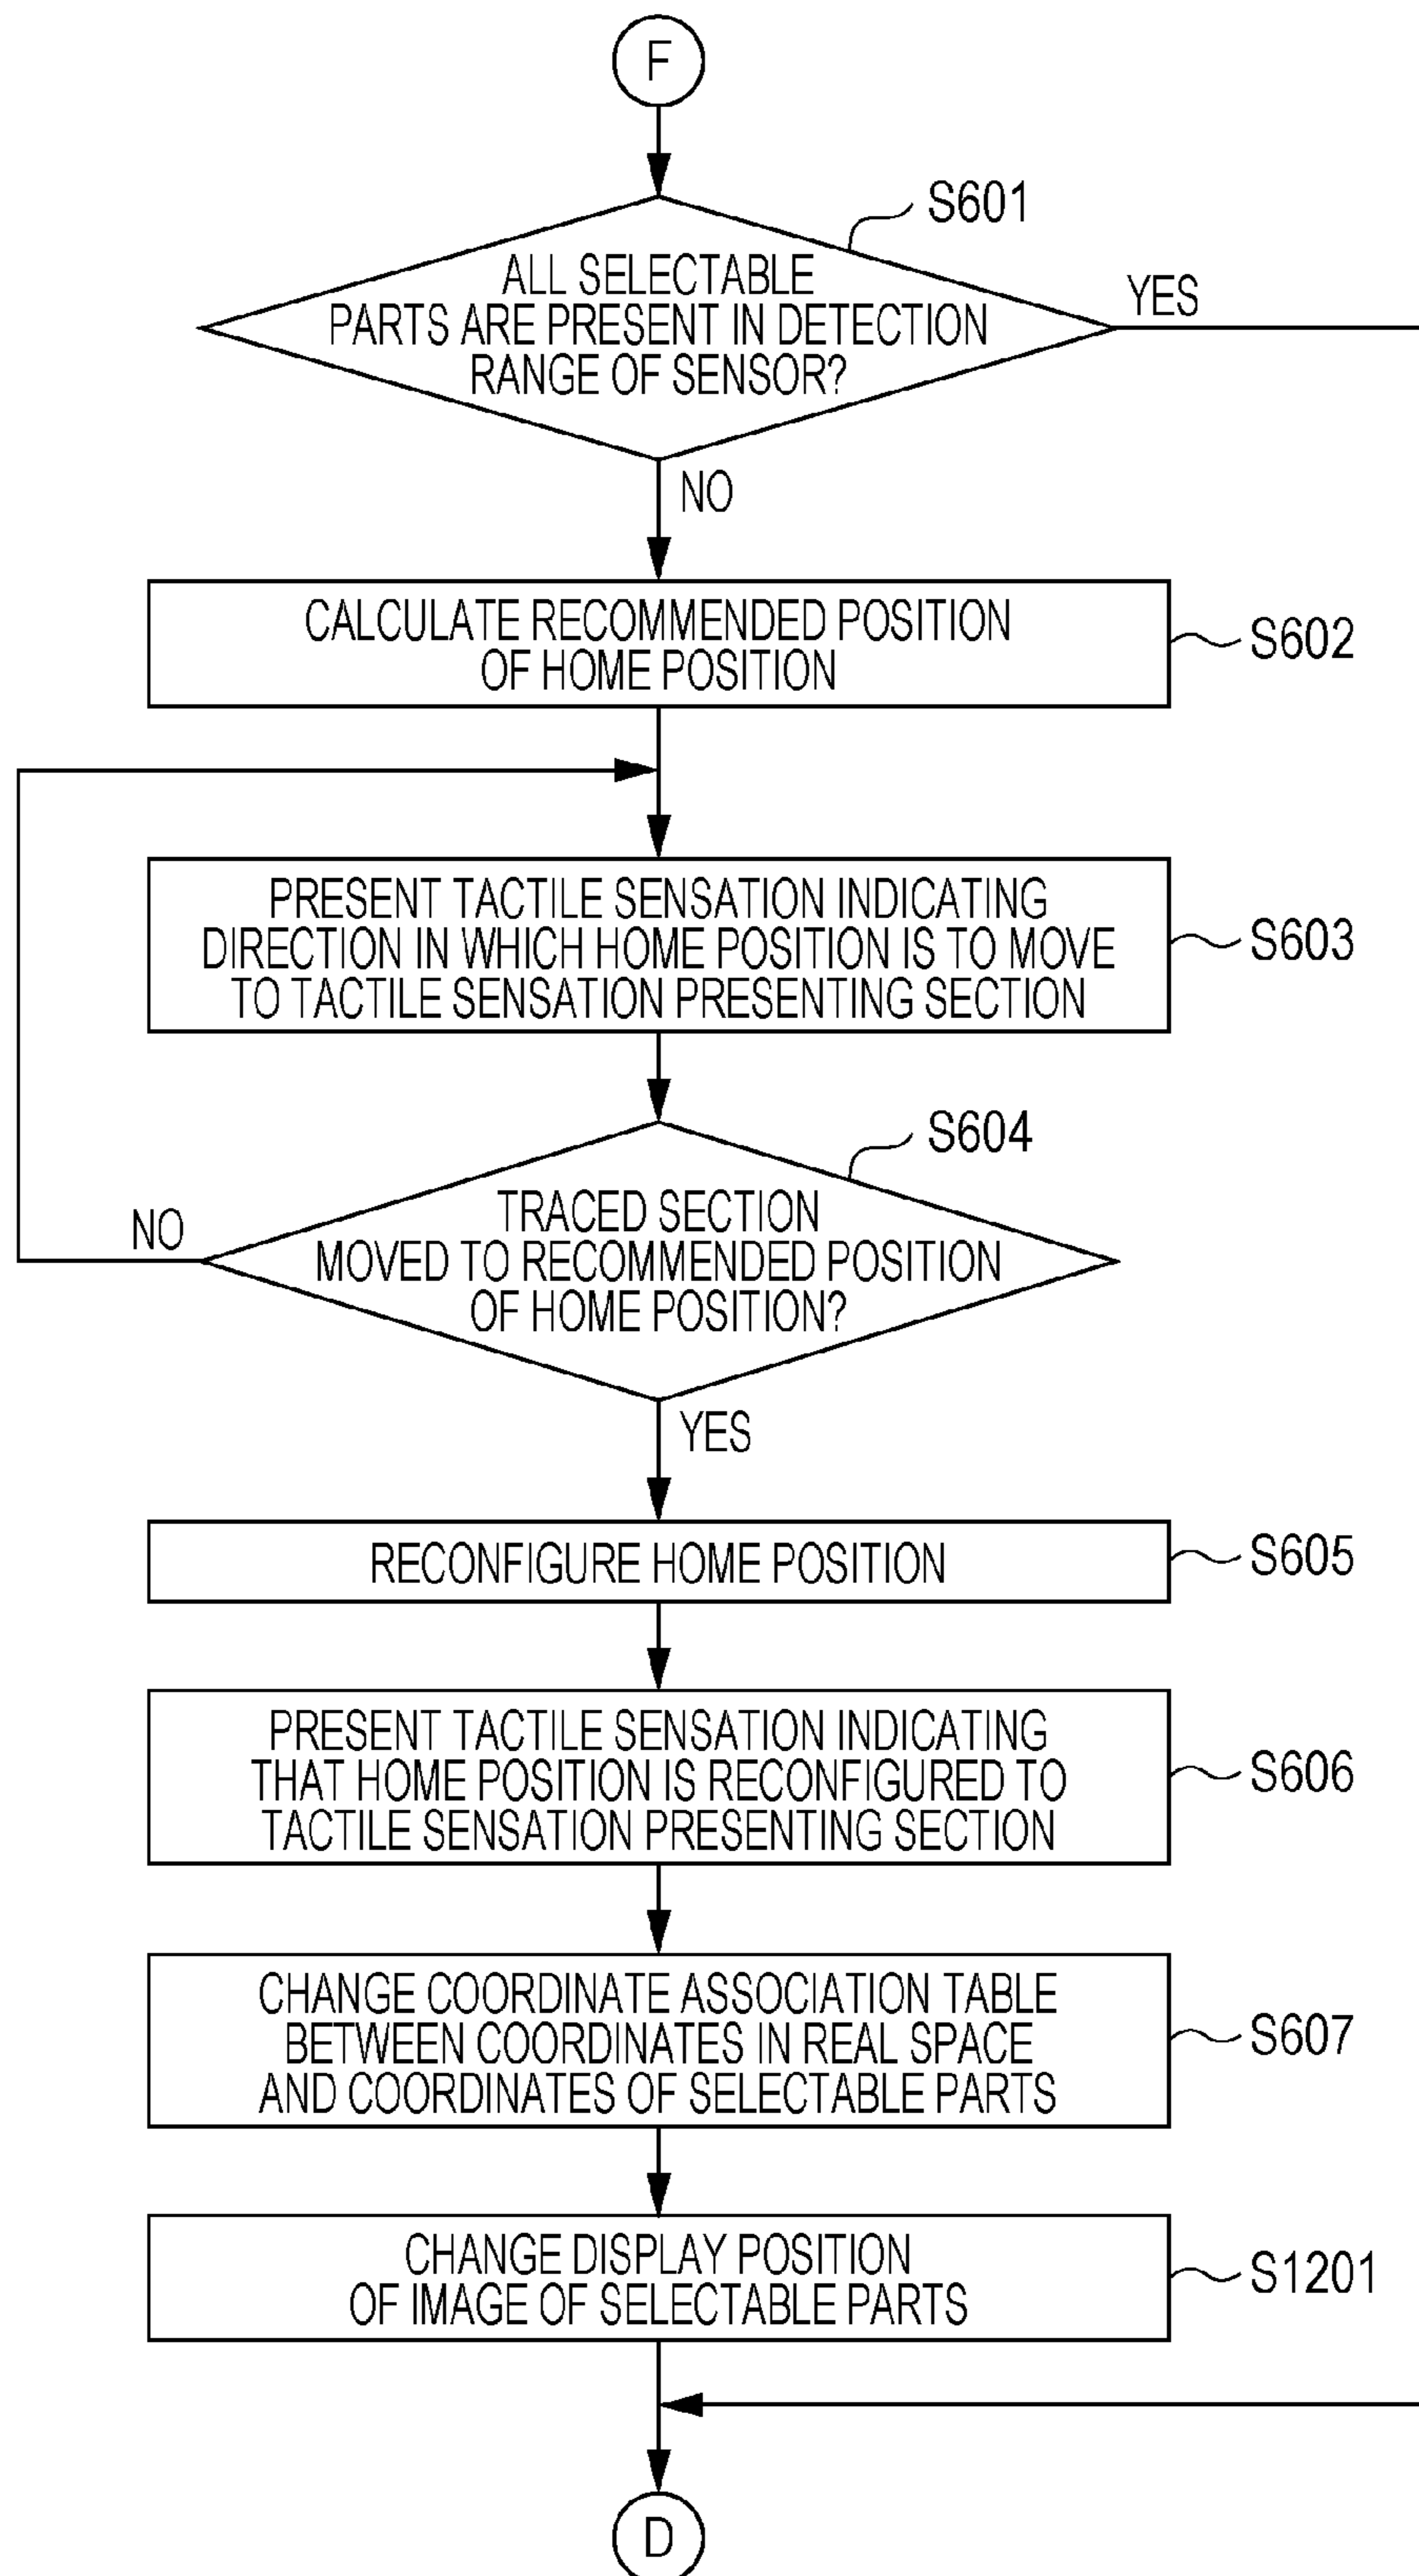 F
S601
ALL SELECTABLE
PARTS ARE PRESENT IN DETECTION
RANGE OF SENSOR?
YES
NO
CALCULATE RECOMMENDED POSITION
OF HOME POSITION
S602
PRESENT TACTILE SENSATION INDICATING
DIRECTION IN WHICH HOME POSITION IS TO MOVE
TO TACTILE SENSATION PRESENTING SECTION
S603
S604
TRACED SECTION
MOVED TO RECOMMENDED POSITION
OF HOME POSITION?
NO
YES
RECONFIGURE HOME POSITION
S605
PRESENT TACTILE SENSATION INDICATING
THAT HOME POSITION IS RECONFIGURED TO
TACTILE SENSATION PRESENTING SECTION
S606
CHANGE COORDINATE ASSOCIATION TABLE
BETWEEN COORDINATES IN REAL SPACE
AND COORDINATES OF SELECTABLE PARTS
S607
CHANGE DISPLAY POSITION
OF IMAGE OF SELECTABLE PARTS
S1201
D